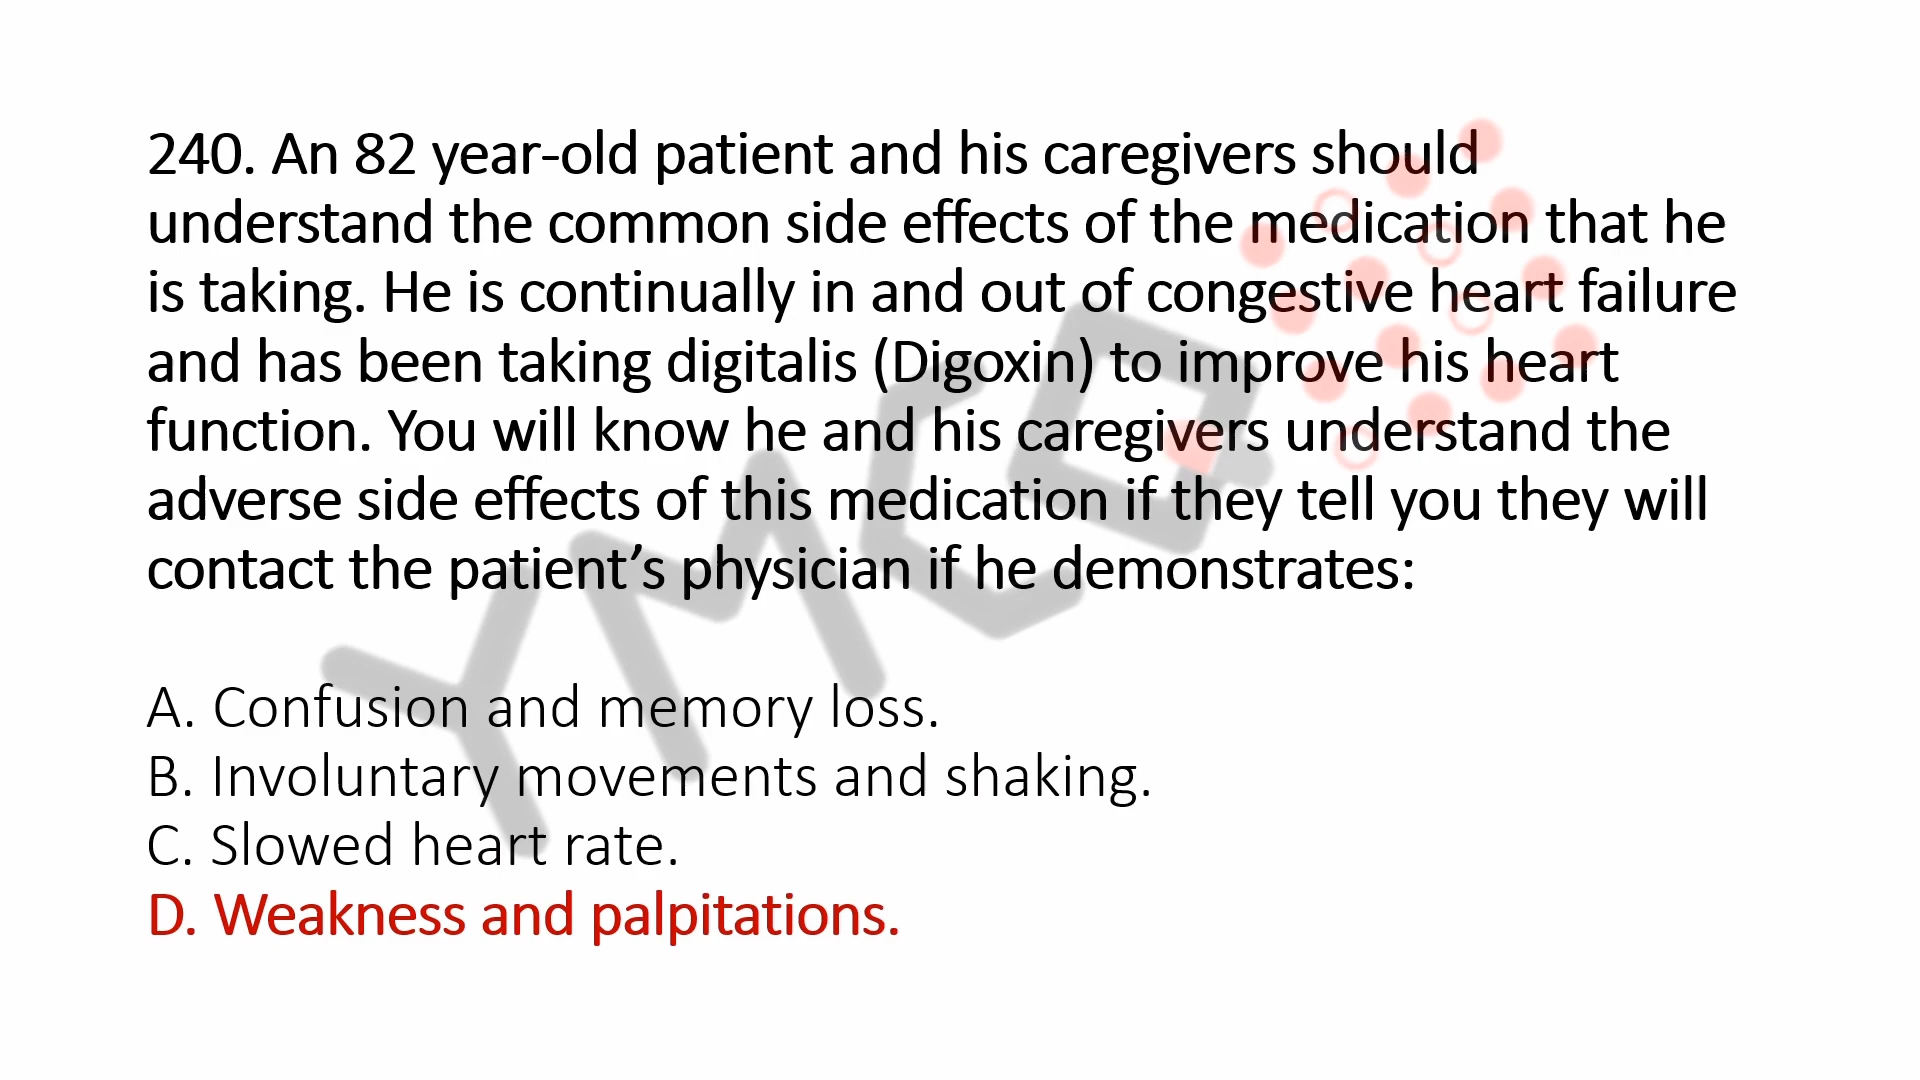 240. An 82 year-old patient and his caregivers should
understand the common side effects of the medication that he
is taking. He is continually in and out of congestive heart failure
and has been taking digitalis (Digoxin) to improve his heart
function. You will know he and his caregivers understand the
adverse side effects of this medication if they tell you they will
contact the patient’s physician if he demonstrates:
A. Confusion and memory loss.
B. Involuntary movements and shaking.
C. Slowed heart rate.
D. Weakness and palpitations.
YMCQ